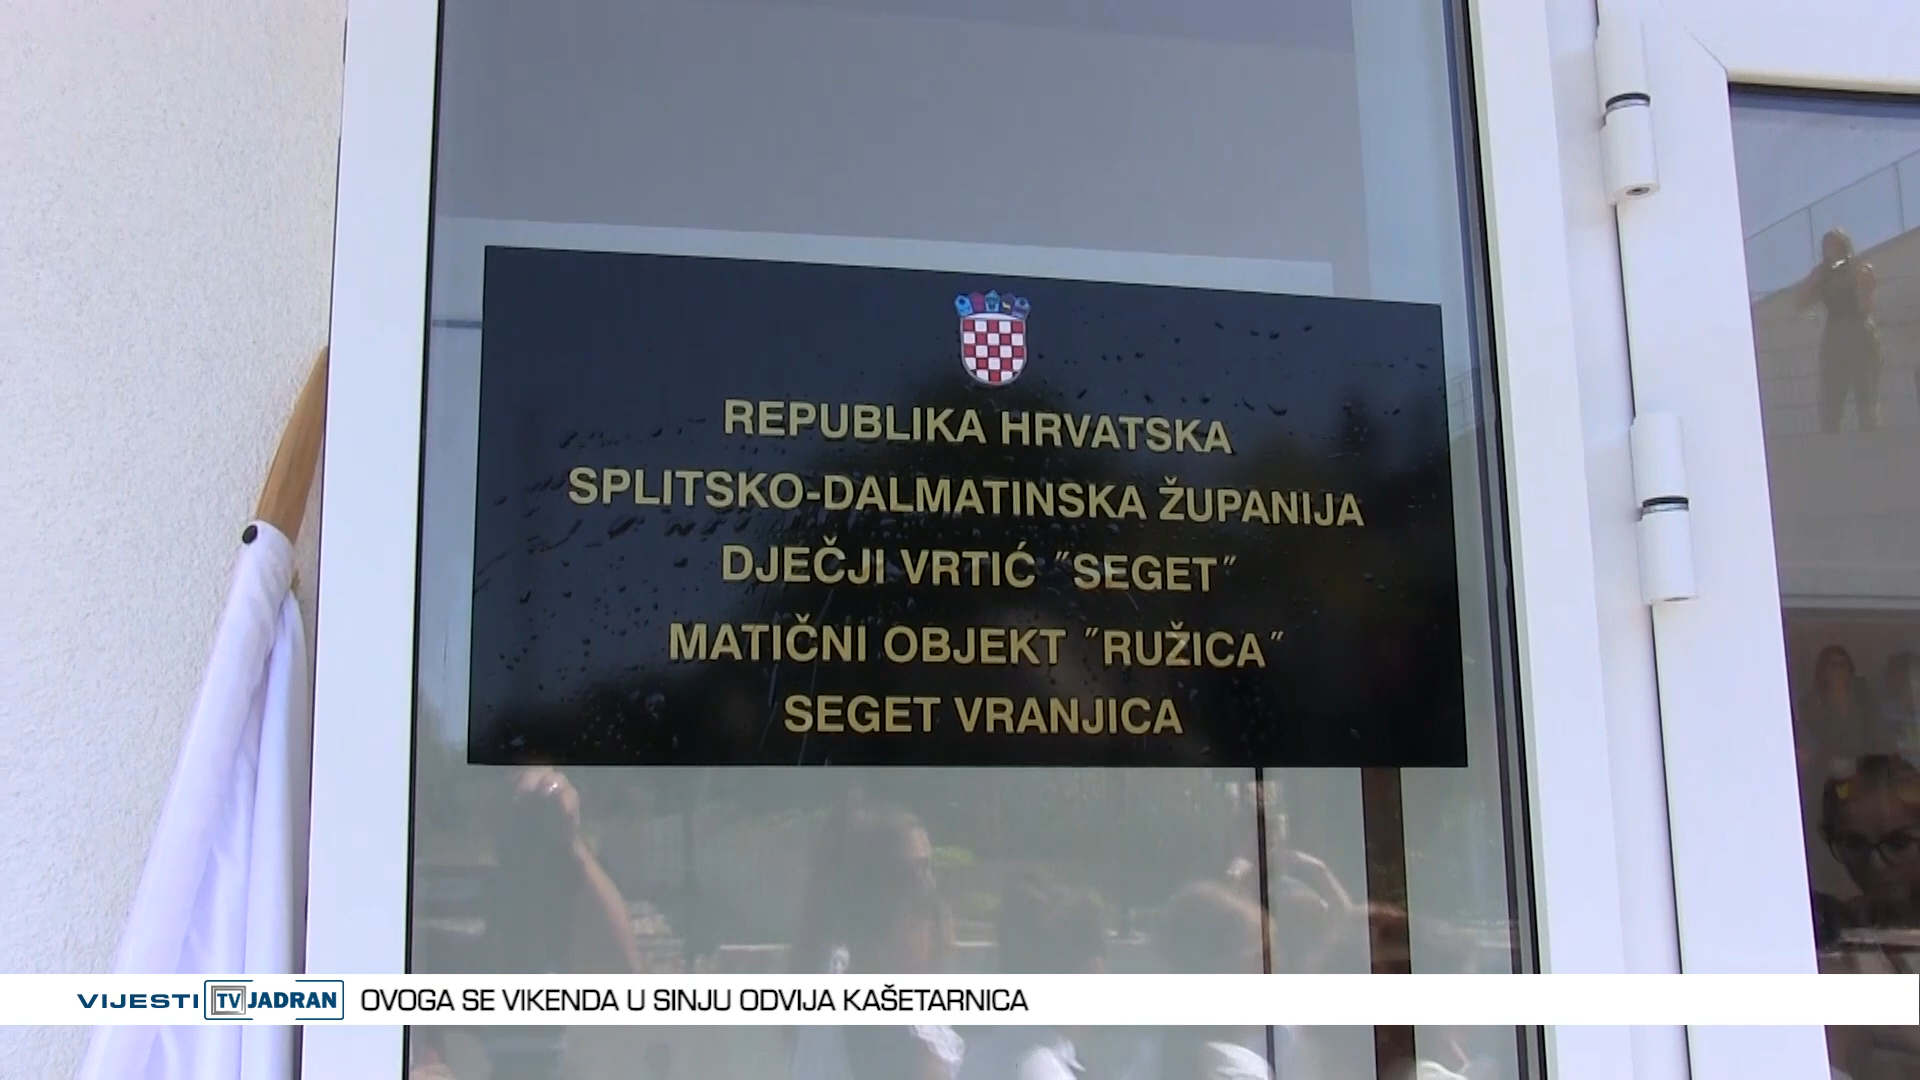 REPUBLIKA HRVATSKA
SPLITSKO-DALMATINSKA ŽUPANIJA
DJEČJI VRTIĆ "SEGET"
MATIČNI OBJEKT "RUŽICA"
SEGET VRANJICA
VIJESTI TV JADRAN OVOGA SE VIKENDA U SINJU ODVIJA KAŠETARNICA